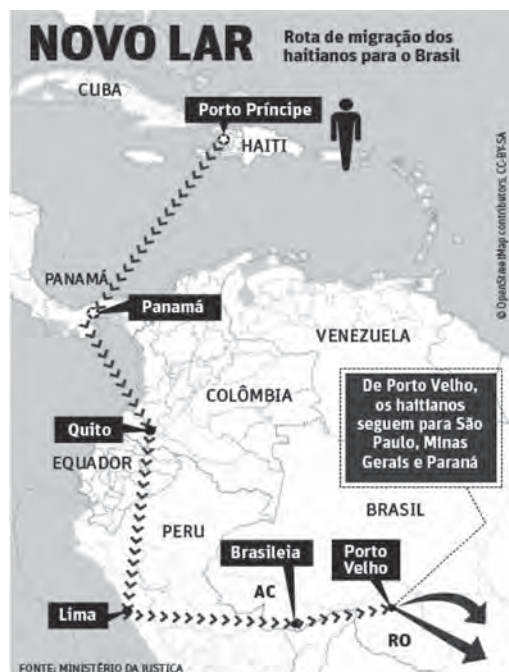 NOVO LAR
Rota de migração dos
haitianos para o Brasil
CUBA
Porto Príncipe
HAITI
© OpenStreetMap contributors, CC-BY-SA
PANAMÁ
Panamá
VENEZUELA
COLÔMBIA
De Porto Velho,
os haitianos
seguem para São
Paulo, Minas
Gerais e Paraná
Quito
EQUADOR
BRASIL
PERU
Brasileia
Porto
Velho
AC
Lima
RO
FONTE: MINISTÉRIO DA JUSTIÇA